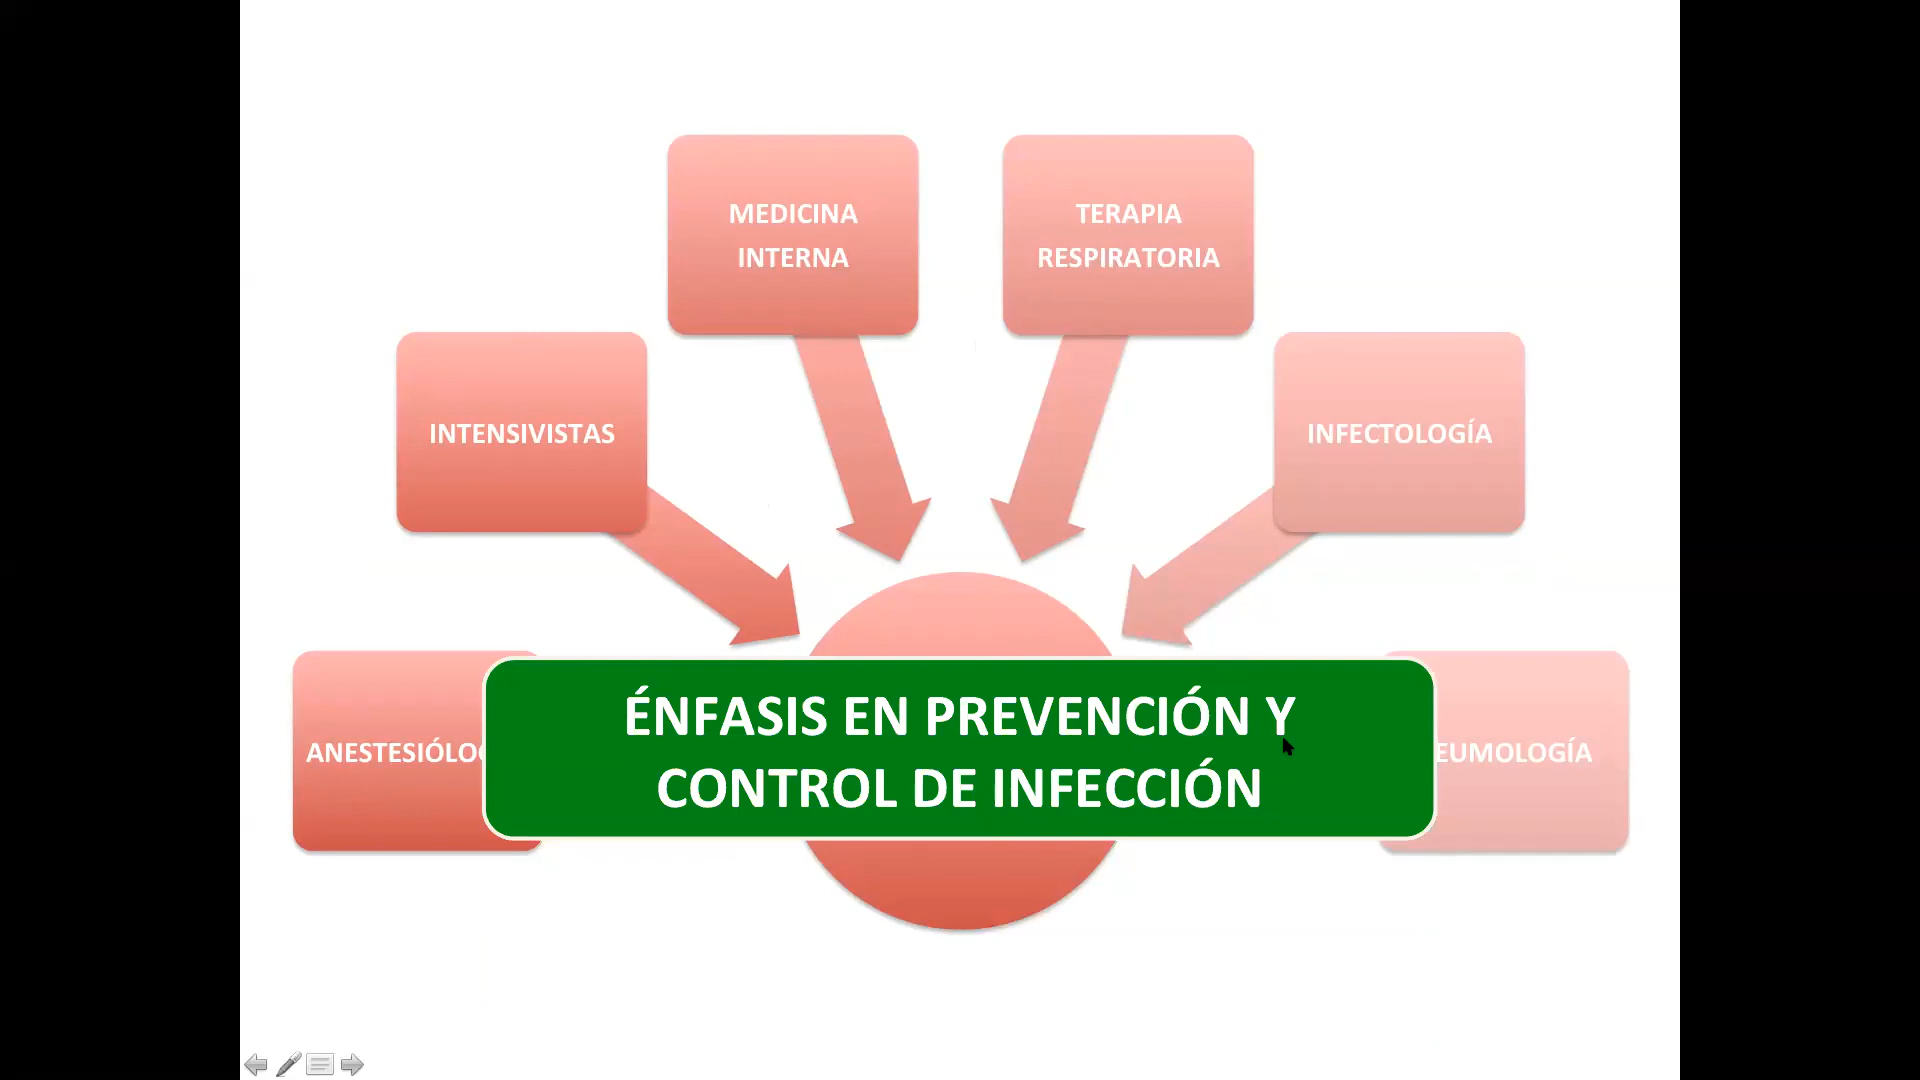 MEDICINA
INTERNA
TERAPIA
RESPIRATORIA
INTENSIVISTAS
INFECTOLOGÍA
ÉNFASIS EN PREVENCIÓN Y
CONTROL DE INFECCIÓN